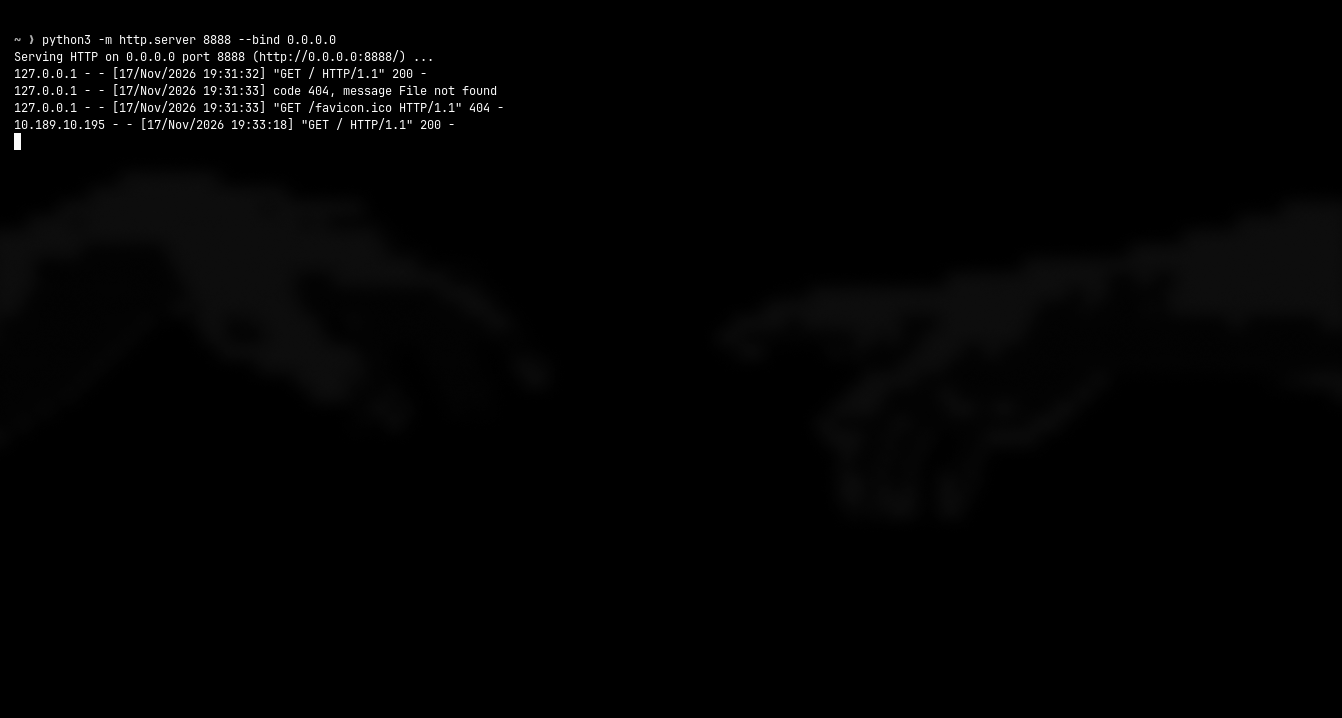 ~ ❯ python3 -m http.server 8888 --bind 0.0.0.0
Serving HTTP on 0.0.0.0 port 8888 (http://0.0.0.0:8888/) ...
127.0.0.1 - - [17/Nov/2026 19:31:32] "GET / HTTP/1.1" 200 -
127.0.0.1 - - [17/Nov/2026 19:31:33] code 404, message File not found
127.0.0.1 - - [17/Nov/2026 19:31:33] "GET /favicon.ico HTTP/1.1" 404 -
10.189.10.195 - - [17/Nov/2026 19:33:18] "GET / HTTP/1.1" 200 -